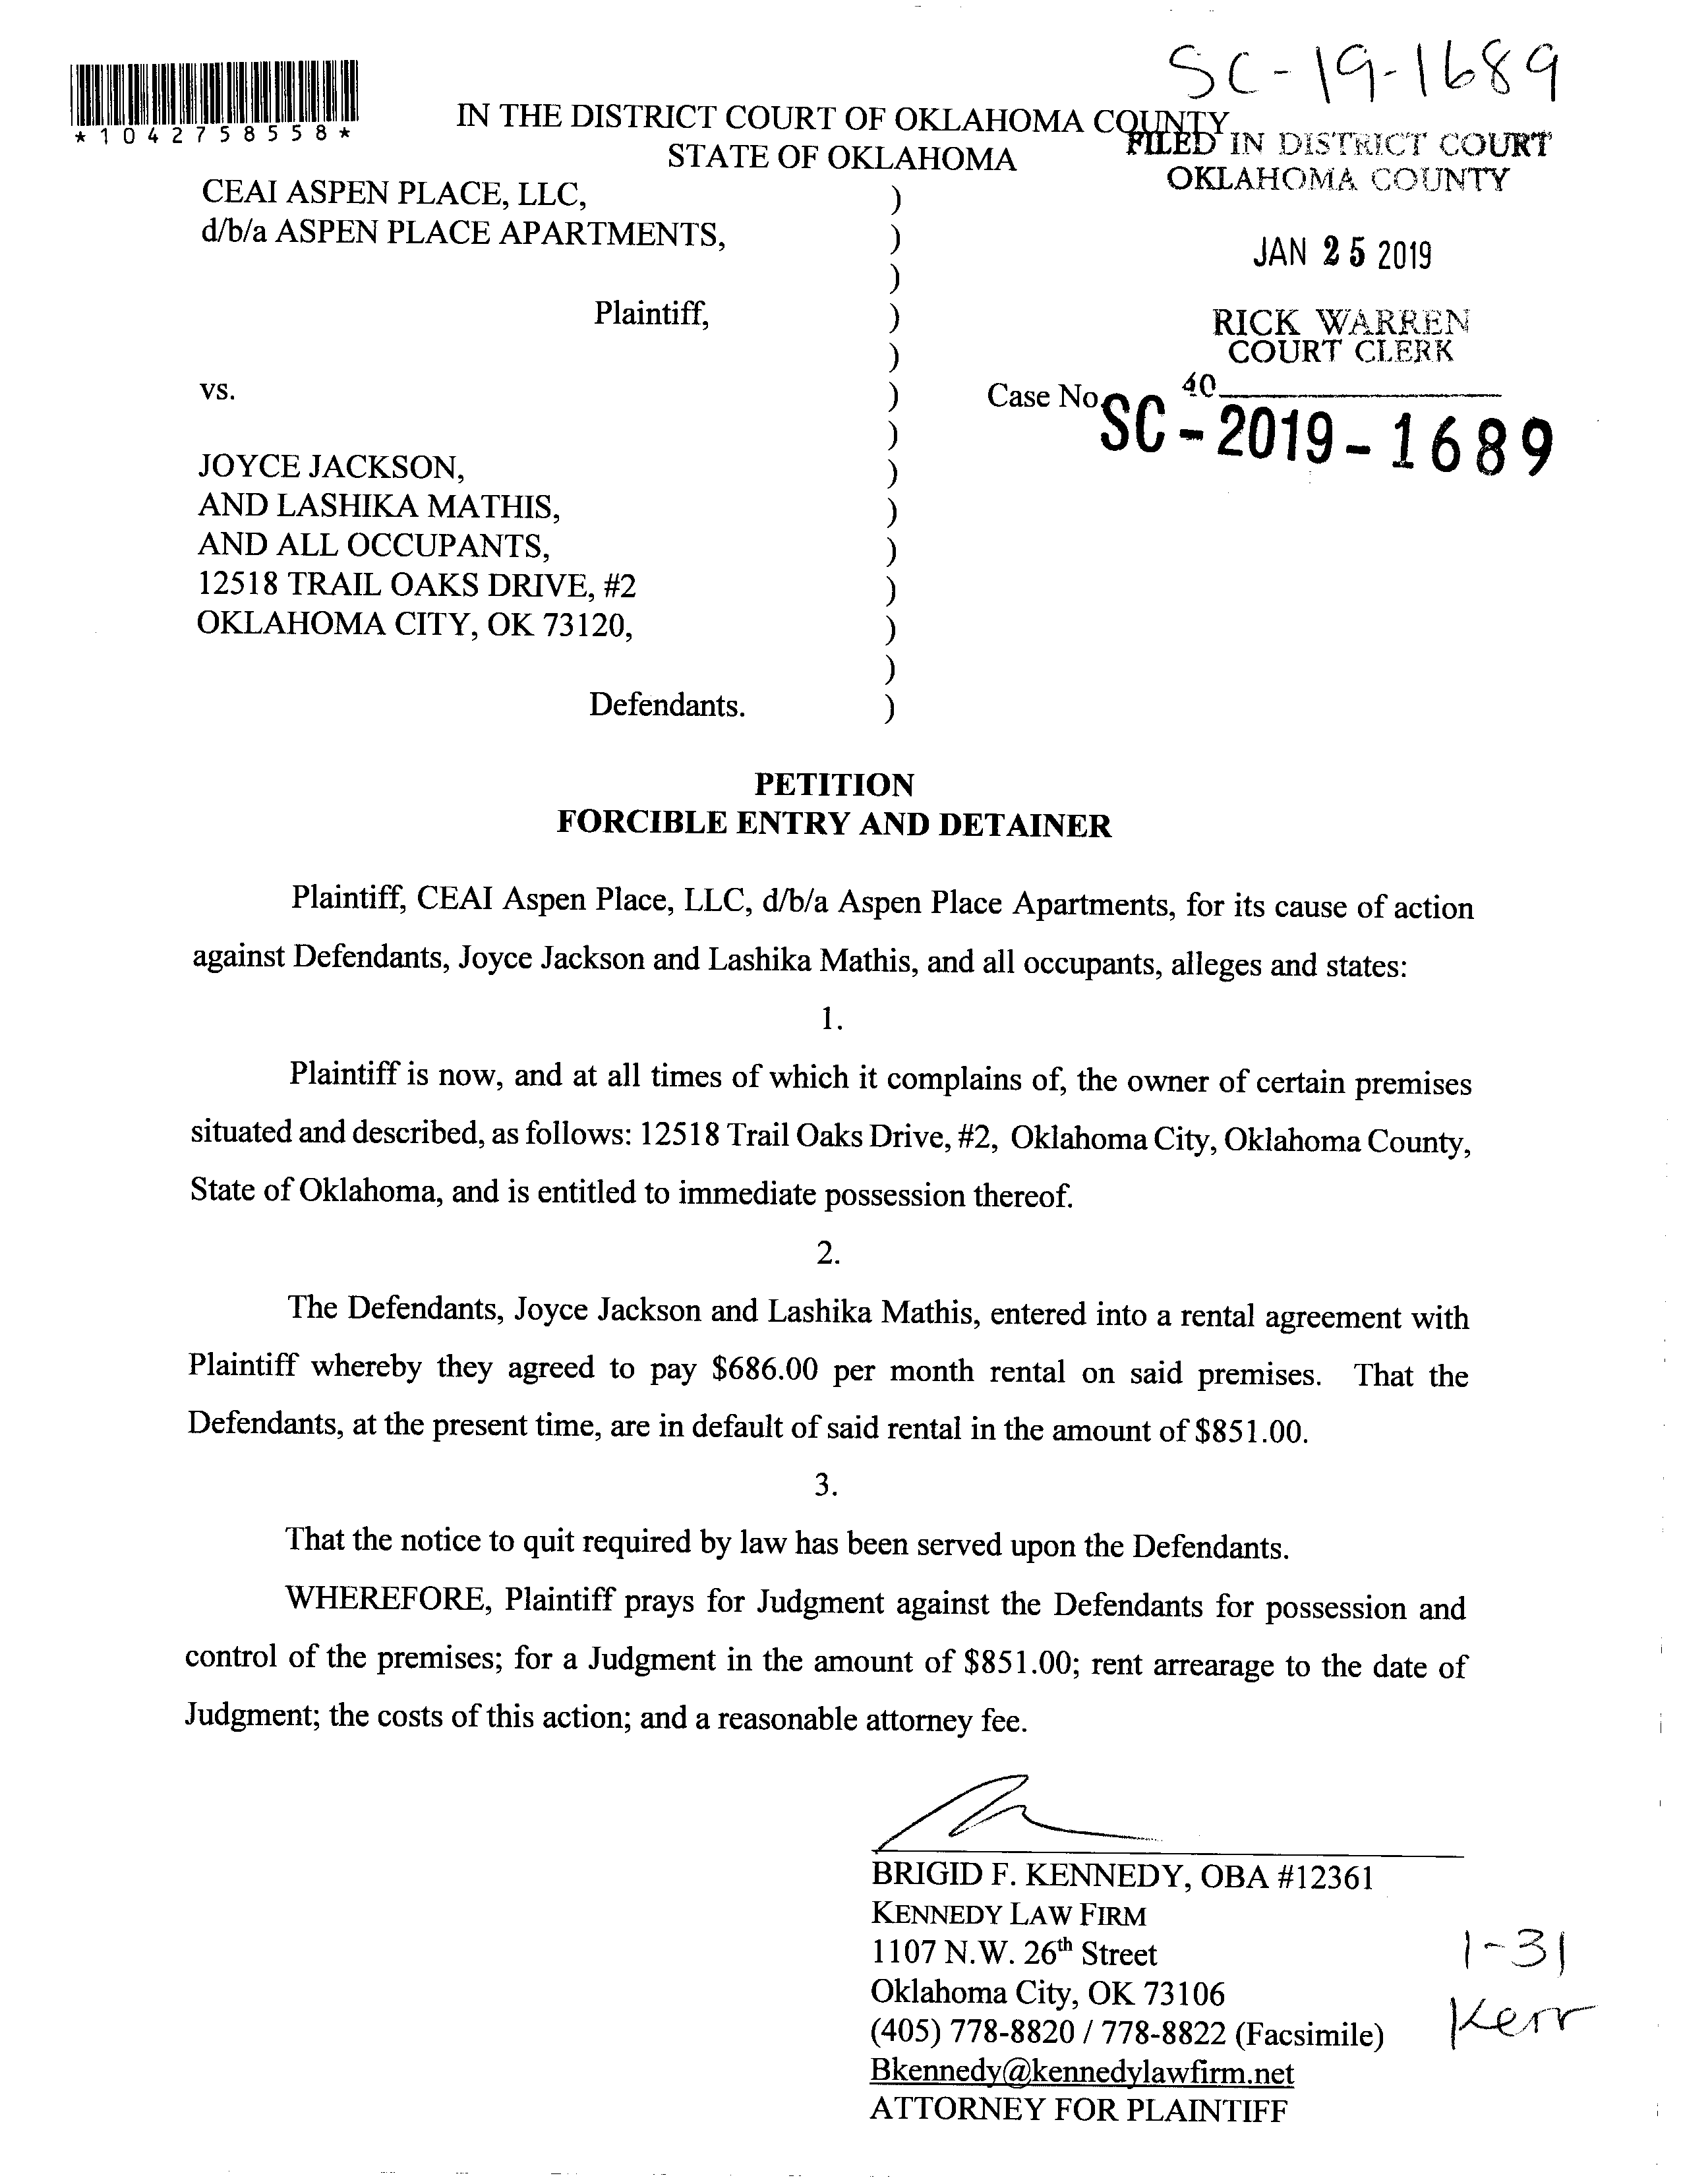 SC-19-1689
*1042758558*
IN THE DISTRICT COURT OF OKLAHOMA COUNTY
STATE OF OKLAHOMA
FILED IN DISTRICT COURT
OKLAHOMA COUNTY
JAN 25 2019
RICK WARREN
COURT CLERK
40
CEAI ASPEN PLACE, LLC, )
d/b/a ASPEN PLACE APARTMENTS, )
)
Plaintiff, )
)
vs. ) Case No.
SC-2019-1689
)
JOYCE JACKSON, )
AND LASHIKA MATHIS, )
AND ALL OCCUPANTS, )
12518 TRAIL OAKS DRIVE, #2 )
OKLAHOMA CITY, OK 73120, )
)
Defendants. )
PETITION
FORCIBLE ENTRY AND DETAINER
Plaintiff, CEAI Aspen Place, LLC, d/b/a Aspen Place Apartments, for its cause of action
against Defendants, Joyce Jackson and Lashika Mathis, and all occupants, alleges and states:
1.
Plaintiff is now, and at all times of which it complains of, the owner of certain premises
situated and described, as follows: 12518 Trail Oaks Drive, #2, Oklahoma City, Oklahoma County,
State of Oklahoma, and is entitled to immediate possession thereof.
2.
The Defendants, Joyce Jackson and Lashika Mathis, entered into a rental agreement with
Plaintiff whereby they agreed to pay $686.00 per month rental on said premises. That the
Defendants, at the present time, are in default of said rental in the amount of $851.00.
3.
That the notice to quit required by law has been served upon the Defendants.
WHEREFORE, Plaintiff prays for Judgment against the Defendants for possession and
control of the premises; for a Judgment in the amount of $851.00; rent arrearage to the date of
Judgment; the costs of this action; and a reasonable attorney fee.
BRIGID F. KENNEDY, OBA #12361
KENNEDY LAW FIRM
1107 N.W. 26th Street
Oklahoma City, OK 73106
(405) 778-8820 / 778-8822 (Facsimile)
Bkennedy@kennedylawfirm.net
ATTORNEY FOR PLAINTIFF
1-31
Kerr